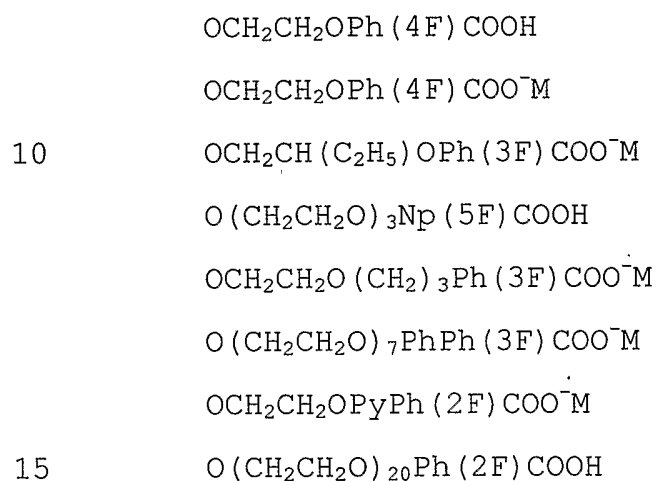 OCH₂CH₂OPh(4F)COOH
OCH₂CH₂OPh(4F)COO⁻M
10 OCH₂CH(C₂H₅)OPh(3F)COO⁻M
O(CH₂CH₂O)₃Np(5F)COOH
OCH₂CH₂O(CH₂)₃Ph(3F)COO⁻M
O(CH₂CH₂O)₇PhPh(3F)COO⁻M
OCH₂CH₂OPyPh(2F)COO⁻M
15 O(CH₂CH₂O)₂₀Ph(2F)COOH